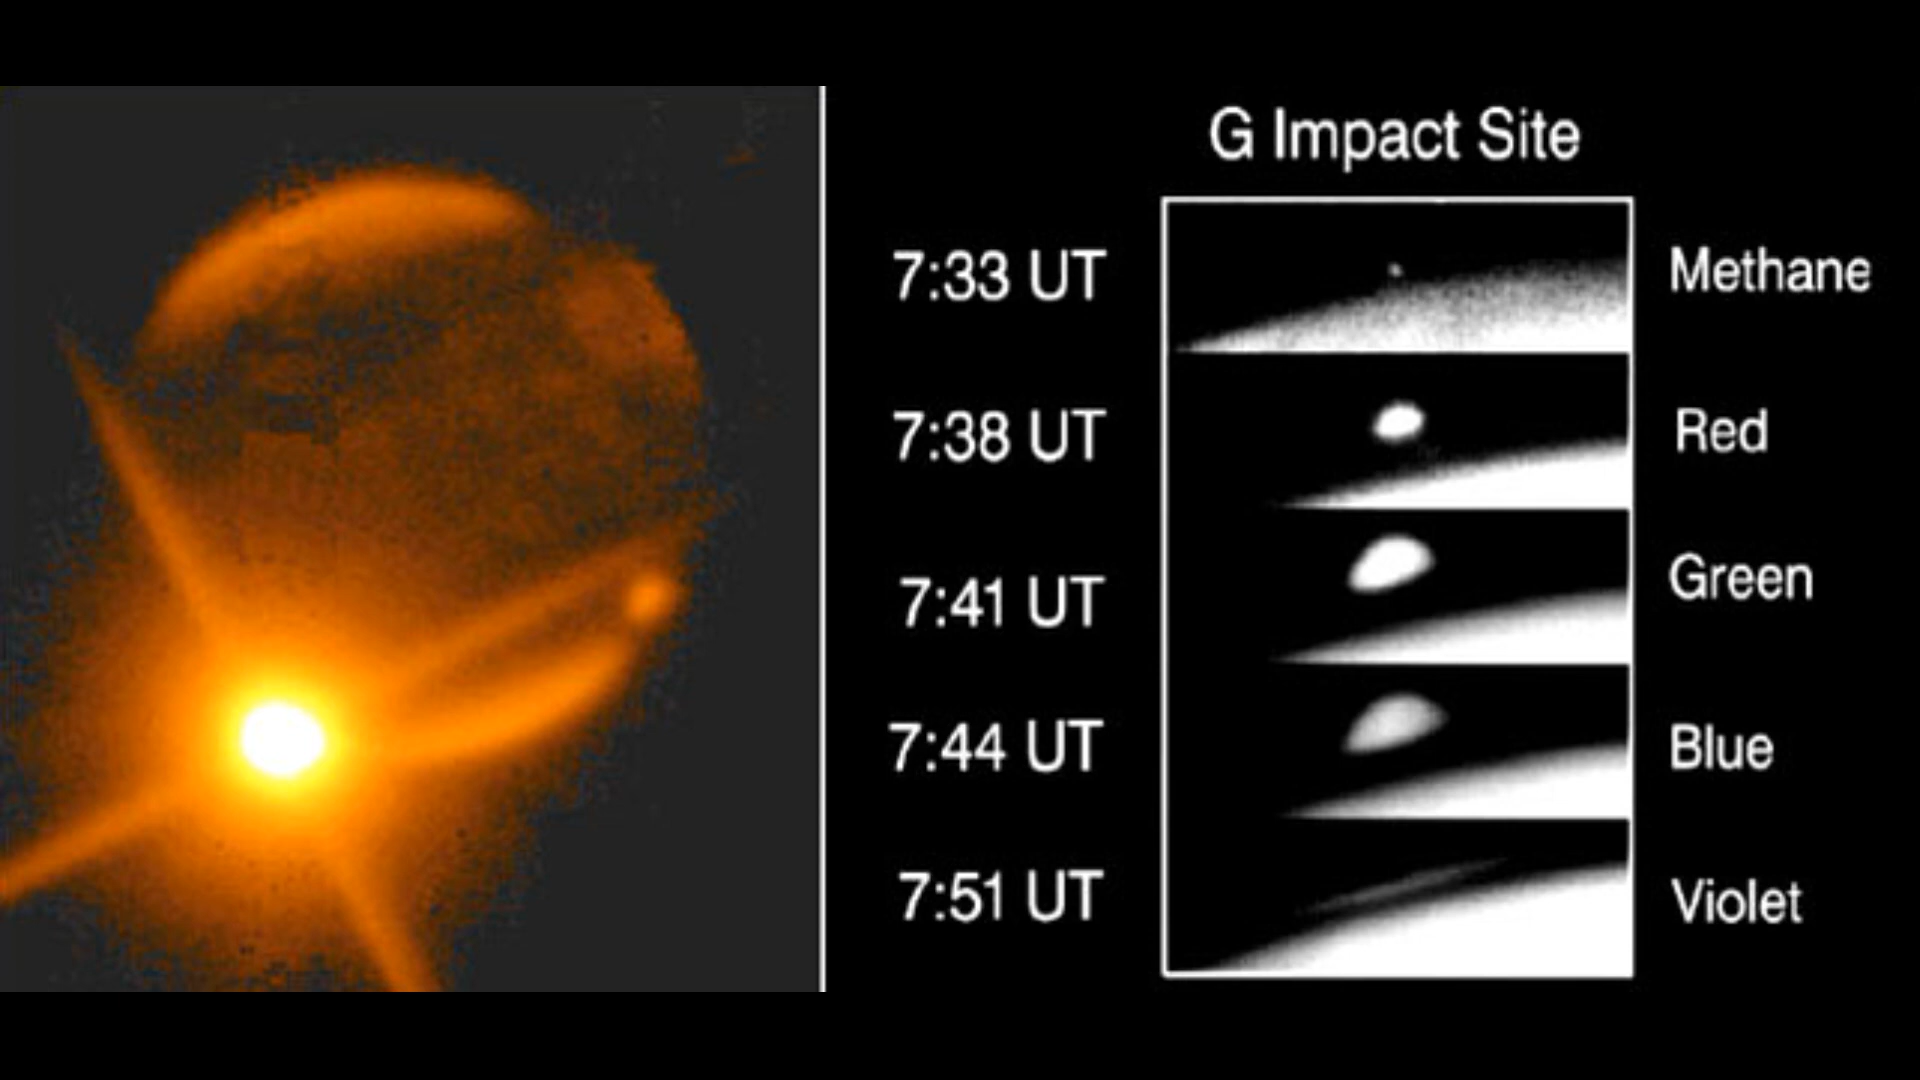 G Impact Site
7:33 UT Methane
7:38 UT Red
7:41 UT Green
7:44 UT Blue
7:51 UT Violet